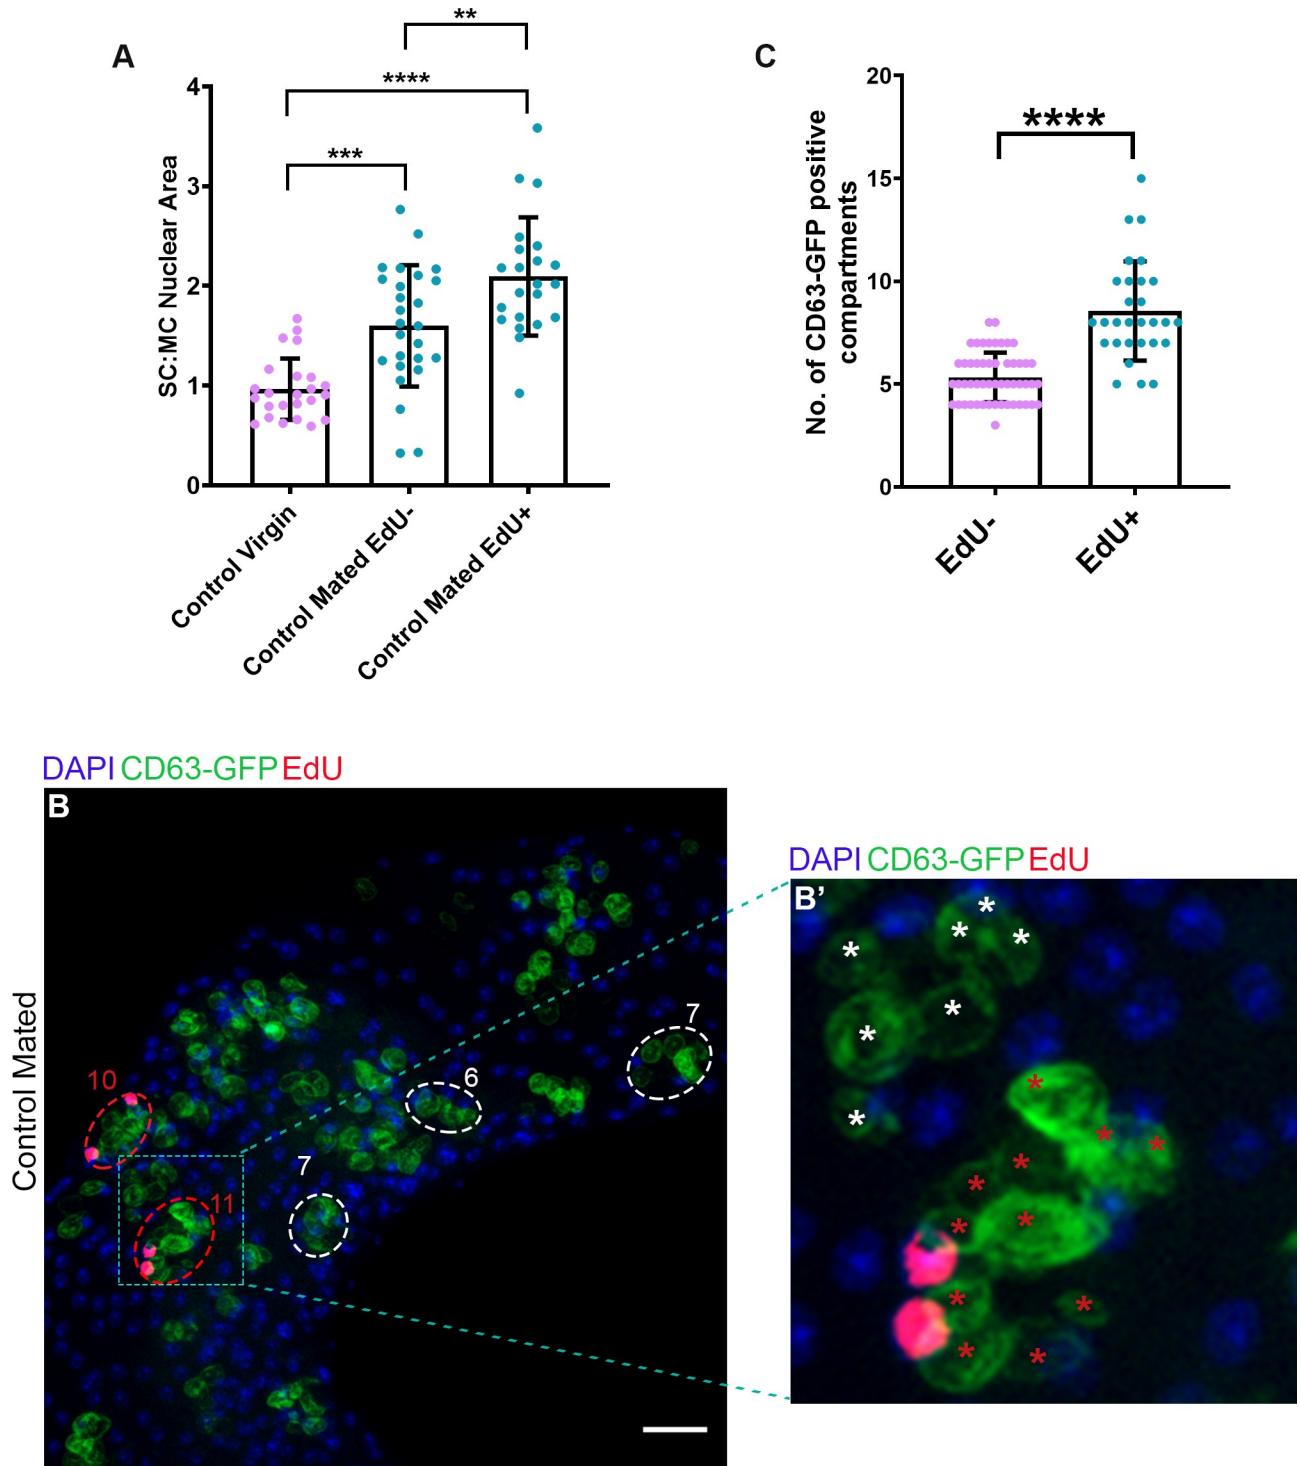 A
**
****
***
4
3
2
1
0
SC:MC Nuclear Area
Control Virgin
Control Mated EdU-
Control Mated EdU+
C
****
20
15
10
5
0
No. of CD63-GFP positive
compartments
EdU-
EdU+
DAPI CD63-GFP EdU
B
Control Mated
10
11
7
6
7
DAPI CD63-GFP EdU
B’
* * * * * * *
* * * * * * * * * * *